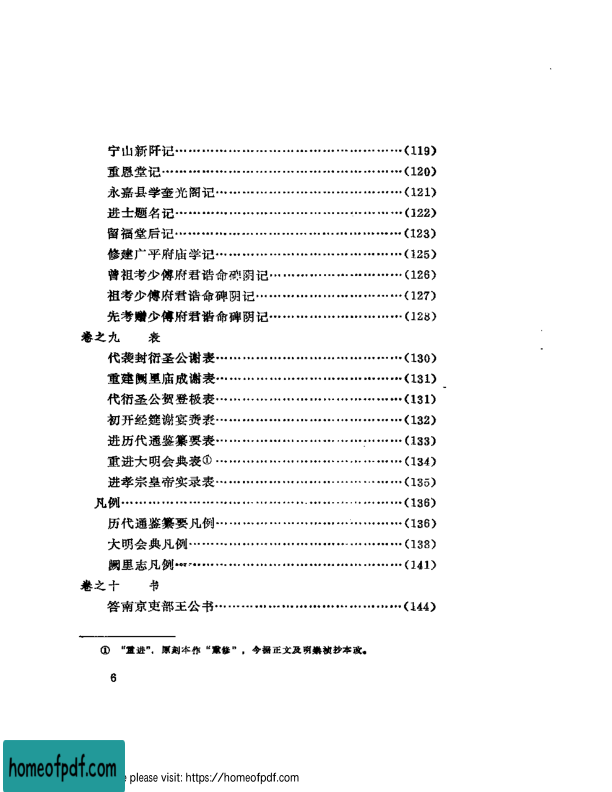 宁山新阡记……………………………………………(119)
重恩堂记………………………………………………(120)
永嘉县学奎光阁记……………………………………(121)
进士题名记……………………………………………(122)
留福堂后记……………………………………………(123)
修建广平府庙学记……………………………………(125)
曾祖考少傅府君诰命碑阴记…………………………(126)
祖考少傅府君诰命碑阴记……………………………(127)
先考赠少傅府君诰命碑阴记…………………………(128)
卷之九 表
代袭封衍圣公谢表……………………………………(130)
重建阙里庙成谢表……………………………………(131)
代衍圣公贺登极表……………………………………(131)
初开经筵谢宴赉表……………………………………(132)
进历代通鉴纂要表……………………………………(133)
重进大明会典表①……………………………………(134)
进孝宗皇帝实录表……………………………………(135)
凡例……………………………………………………(136)
历代通鉴纂要凡例……………………………………(136)
大明会典凡例…………………………………………(138)
阙里志凡例……………………………………………(141)
卷之十 书
答南京吏部王公书……………………………………(144)
① “重进”，原刻本作“重修”，今据正文及明崇祯抄本改。
6
homeofpdf.com
e please visit: https://homeofpdf.com